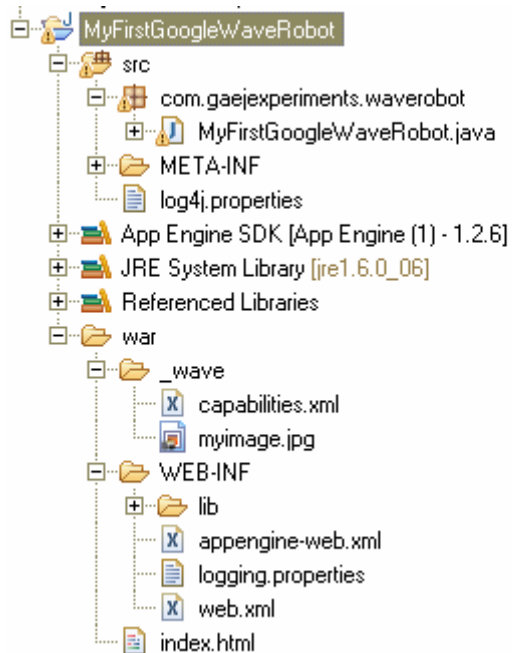 MyFirstGoogleWaveRobot
src
com.gaejexperiments.waverobot
MyFirstGoogleWaveRobot.java
META-INF
log4j.properties
App Engine SDK [App Engine (1) - 1.2.6]
JRE System Library [jre1.6.0_06]
Referenced Libraries
war
_wave
capabilities.xml
myimage.jpg
WEB-INF
lib
appengine-web.xml
logging.properties
web.xml
index.html